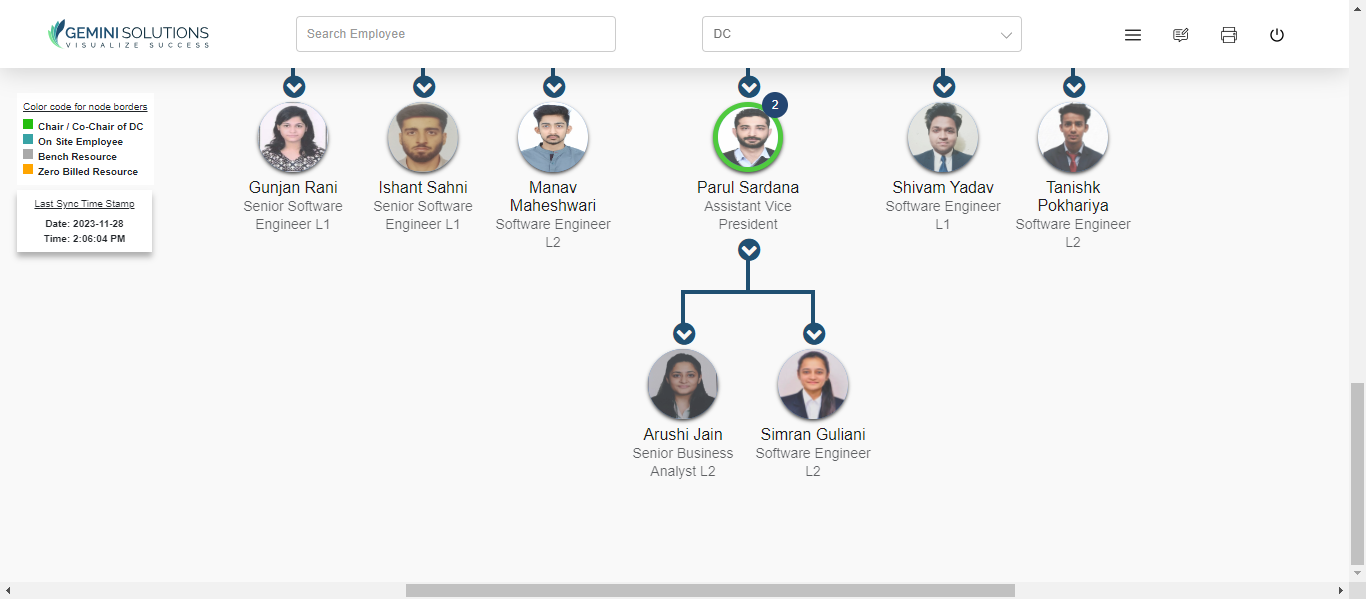 GEMINI SOLUTIONS
VISUALIZE SUCCESS
Search Employee
DC
Color code for node borders
Chair / Co-Chair of DC
On Site Employee
Bench Resource
Zero Billed Resource
Last Sync Time Stamp
Date: 2023-11-28
Time: 2:06:04 PM
Gunjan Rani
Senior Software
Engineer L1
Ishant Sahni
Senior Software
Engineer L1
Manav
Maheshwari
Software Engineer
L2
2
Parul Sardana
Assistant Vice
President
Shivam Yadav
Software Engineer
L1
Tanishk
Pokhariya
Software Engineer
L2
Arushi Jain
Senior Business
Analyst L2
Simran Guliani
Software Engineer
L2